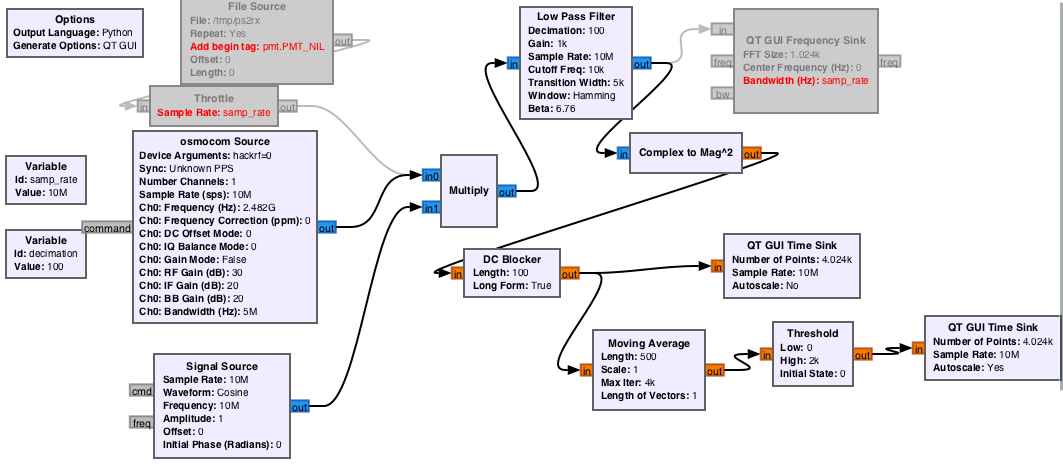 Options
Output Language: Python
Generate Options: QT GUI
File Source
File: /tmp/ps2rx
Repeat: Yes
Add begin tag: pmt.PMT_NIL
Offset: 0
Length: 0
out
Throttle
Sample Rate: samp_rate
in
out
Variable
Id: samp_rate
Value: 10M
Variable
Id: decimation
Value: 100
osmocom Source
Device Arguments: hackrf=0
Sync: Unknown PPS
Number Channels: 1
Sample Rate (sps): 10M
Ch0: Frequency (Hz): 2.482G
Ch0: Frequency Correction (ppm): 0
Ch0: DC Offset Mode: 0
Ch0: IQ Balance Mode: 0
Ch0: Gain Mode: False
Ch0: RF Gain (dB): 30
Ch0: IF Gain (dB): 20
Ch0: BB Gain (dB): 20
Ch0: Bandwidth (Hz): 5M
command
out
Signal Source
Sample Rate: 10M
Waveform: Cosine
Frequency: 10M
Amplitude: 1
Offset: 0
Initial Phase (Radians): 0
cmd
freq
out
Multiply
in0
in1
out
Low Pass Filter
Decimation: 100
Gain: 1k
Sample Rate: 10M
Cutoff Freq: 10k
Transition Width: 5k
Window: Hamming
Beta: 6.76
in
out
QT GUI Frequency Sink
FFT Size: 1.024k
Center Frequency (Hz): 0
Bandwidth (Hz): samp_rate
in
freq
bw
freq
Complex to Mag^2
in
out
DC Blocker
Length: 100
Long Form: True
in
out
QT GUI Time Sink
Number of Points: 4.024k
Sample Rate: 10M
Autoscale: No
in
Moving Average
Length: 500
Scale: 1
Max Iter: 4k
Length of Vectors: 1
in
out
Threshold
Low: 0
High: 2k
Initial State: 0
in
out
QT GUI Time Sink
Number of Points: 4.024k
Sample Rate: 10M
Autoscale: Yes
in